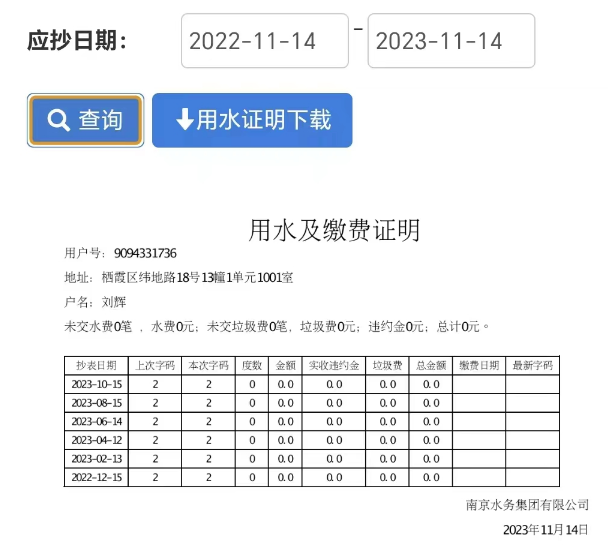 应抄日期： 2022-11-14 - 2023-11-14
查询 用水证明下载
用水及缴费证明
用户号：9094331736
地址：栖霞区纬地路18号13幢1单元1001室
户名：刘辉
未交水费0笔 ，水费0元；未交垃圾费0笔，垃圾费0元；违约金0元；总计0元。
抄表日期 上次字码 本次字码 度数 金额 实收违约金 垃圾费 总金额 缴费日期 最新字码
2023-10-15 2 2 0 0.0 0.0 0.0 0.0
2023-08-15 2 2 0 0.0 0.0 0.0 0.0
2023-06-14 2 2 0 0.0 0.0 0.0 0.0
2023-04-12 2 2 0 0.0 0.0 0.0 0.0
2023-02-13 2 2 0 0.0 0.0 0.0 0.0
2022-12-15 2 2 0 0.0 0.0 0.0 0.0
南京水务集团有限公司
2023年11月14日